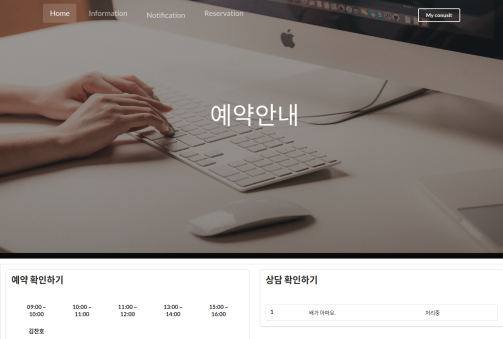 Home Information Notification Reservation My conuslt
예약안내
예약 확인하기
상담 확인하기
09:00 ~ 10:00 ~ 11:00 ~ 13:00 ~ 15:00 ~
10:00 11:00 12:00 14:00 16:00
1 배가 아파요. 처리중
김찬호